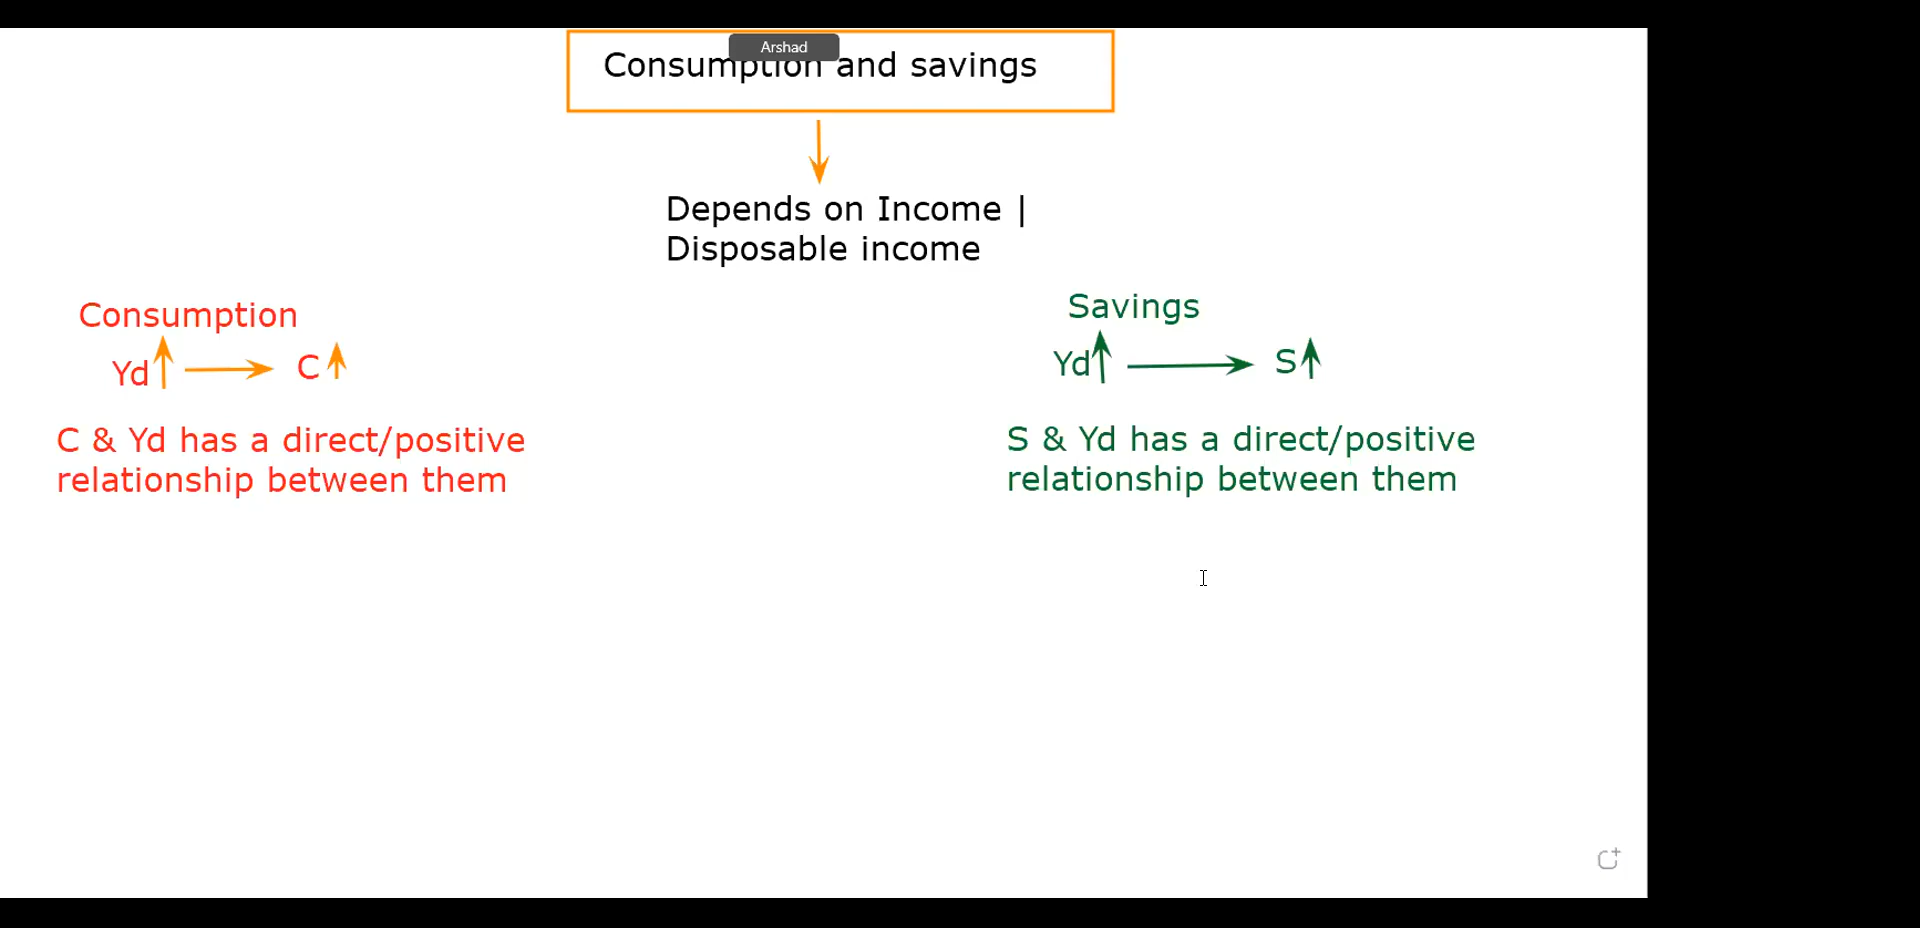 Arshad
Consumption and savings
Depends on Income |
Disposable income
Consumption
Yd → C
C & Yd has a direct/positive
relationship between them
Savings
Yd → S
S & Yd has a direct/positive
relationship between them